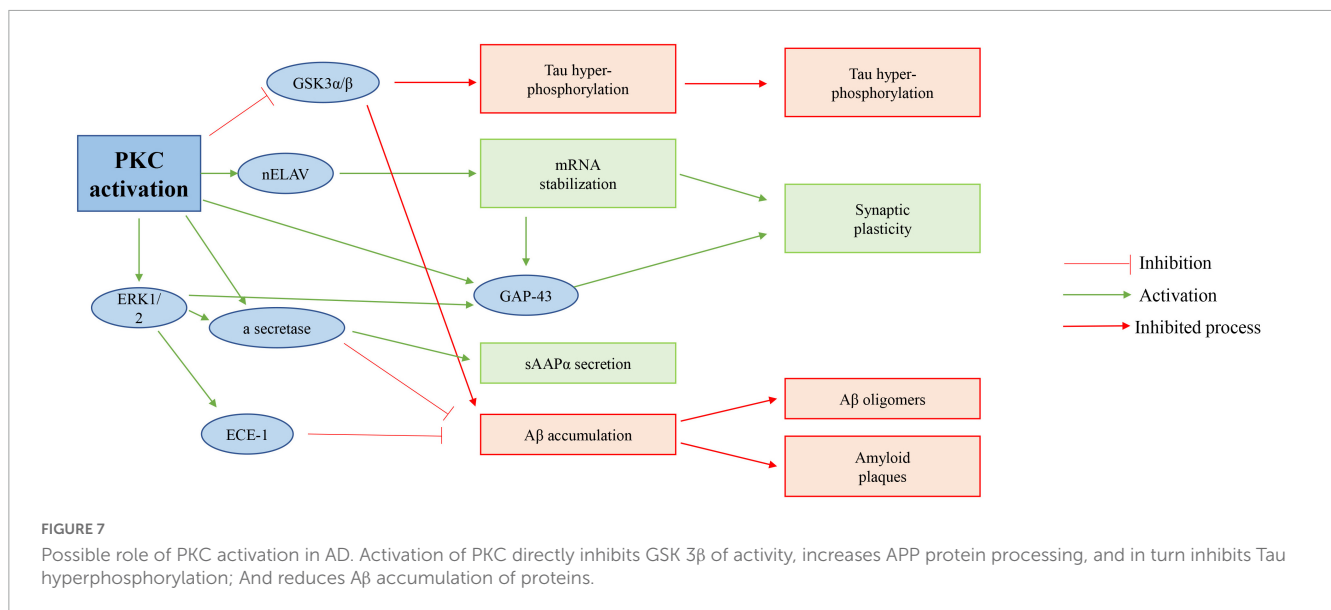 GSK3α/β
Tau hyper-
phosphorylation
Tau hyper-
phosphorylation
PKC
activation
nELAV
mRNA
stabilization
Synaptic
plasticity
ERK1/
2
GAP-43
a secretase
sAAPα secretion
ECE-1
Aβ accumulation
Aβ oligomers
Amyloid
plaques
Inhibition
Activation
Inhibited process
FIGURE 7
Possible role of PKC activation in AD. Activation of PKC directly inhibits GSK 3β of activity, increases APP protein processing, and in turn inhibits Tau
hyperphosphorylation; And reduces Aβ accumulation of proteins.